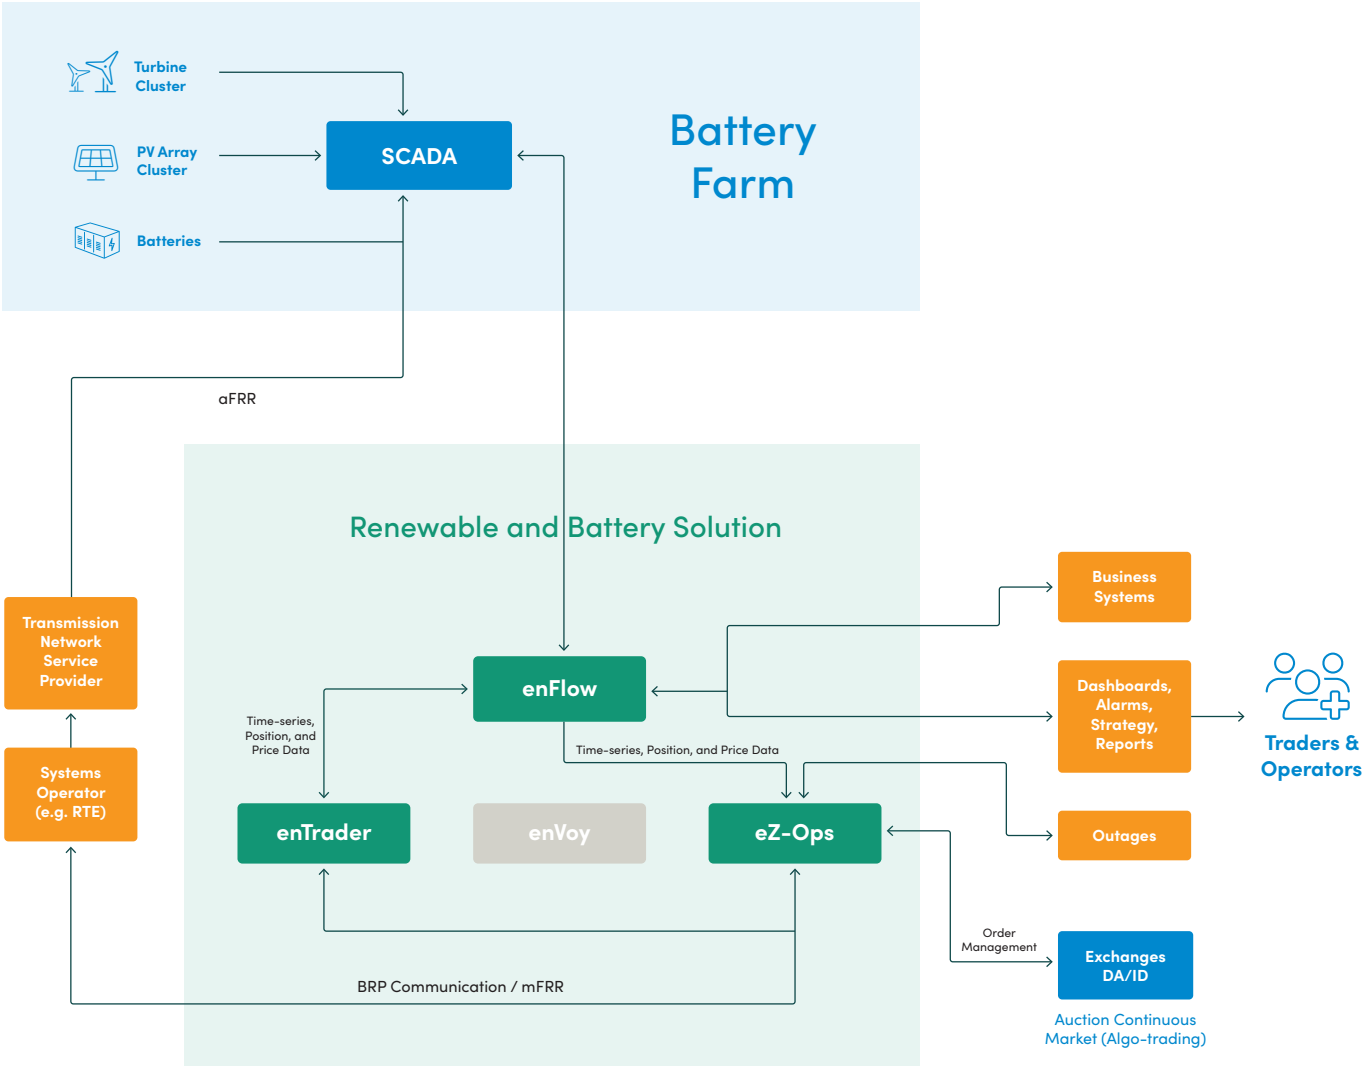 Turbine
Cluster
Battery
Farm
SCADA
PV Array
Cluster
Batteries
aFRR
Renewable and Battery Solution
Business
Systems
Transmission
Network
Service
Provider
enFlow
Dashboards,
Alarms,
Strategy,
Reports
Traders &
Operators
Time-series,
Position, and
Price Data
Time-series, Position, and Price Data
Systems
Operator
(e.g. RTE)
enTrader
enVoy
eZ-Ops
Outages
Order
Management
Exchanges
DA/ID
BRP Communication / mFRR
Auction Continuous
Market (Algo-trading)